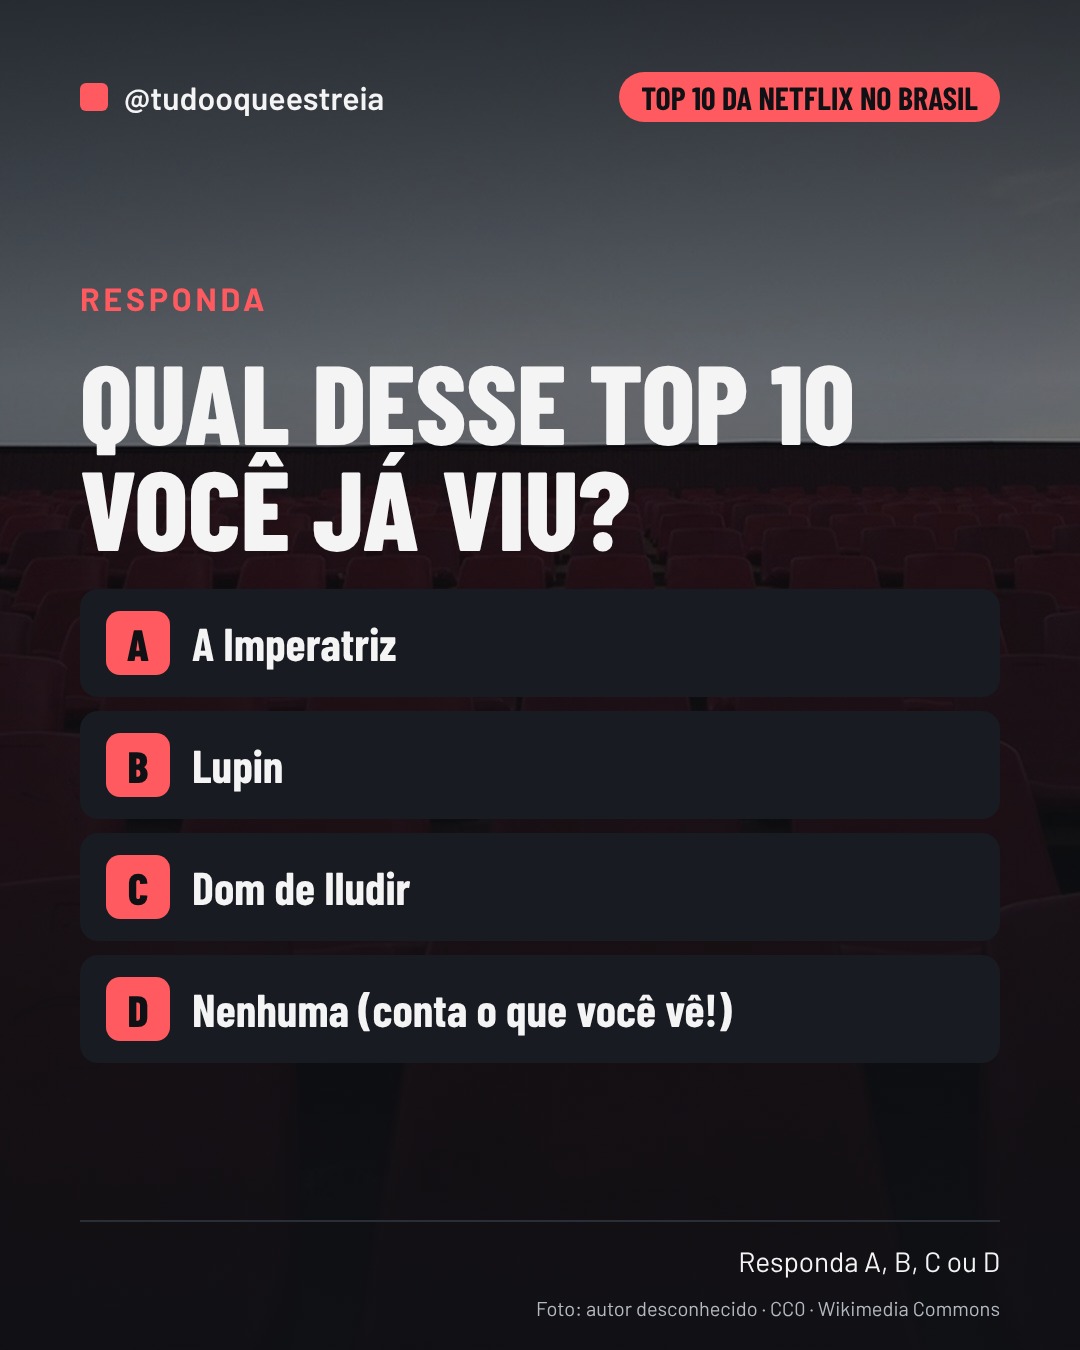 @tudooqueestreia
TOP 10 DA NETFLIX NO BRASIL
RESPONDA
QUAL DESSE TOP 10
VOCÊ JÁ VIU?
A A Imperatriz
B Lupin
C Dom de Iludir
D Nenhuma (conta o que você vê!)
Responda A, B, C ou D
Foto: autor desconhecido · CC0 · Wikimedia Commons